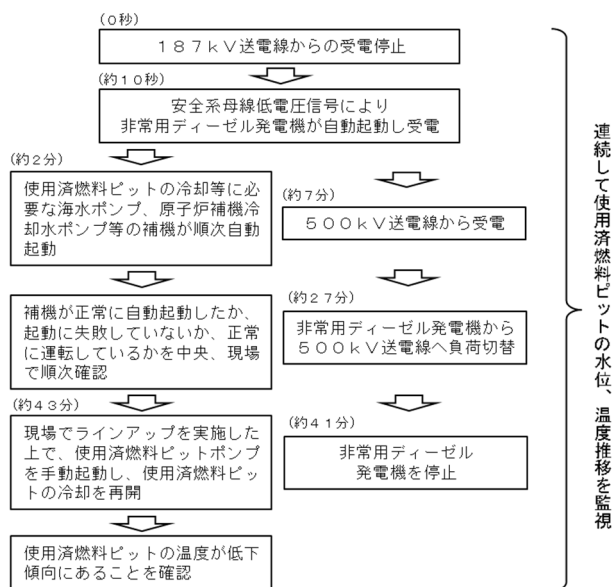 (0秒)
187kV送電線からの受電停止
(約10秒)
安全系母線低電圧信号により
非常用ディーゼル発電機が自動起動し受電
(約2分)
使用済燃料ピットの冷却等に必
要な海水ポンプ、原子炉補機冷
却水ポンプ等の補機が順次自動
起動
(約7分)
500kV送電線から受電
補機が正常に自動起動したか、
起動に失敗していないか、正常
に運転しているかを中央、現場
で順次確認
(約27分)
非常用ディーゼル発電機から
500kV送電線へ負荷切替
(約43分)
現場でラインアップを実施した
上で、使用済燃料ピットポンプ
を手動起動し、使用済燃料ピッ
トの冷却を再開
(約41分)
非常用ディーゼル
発電機を停止
使用済燃料ピットの温度が低下
傾向にあることを確認
連続して使用済燃料ピットの水位、温度推移を監視